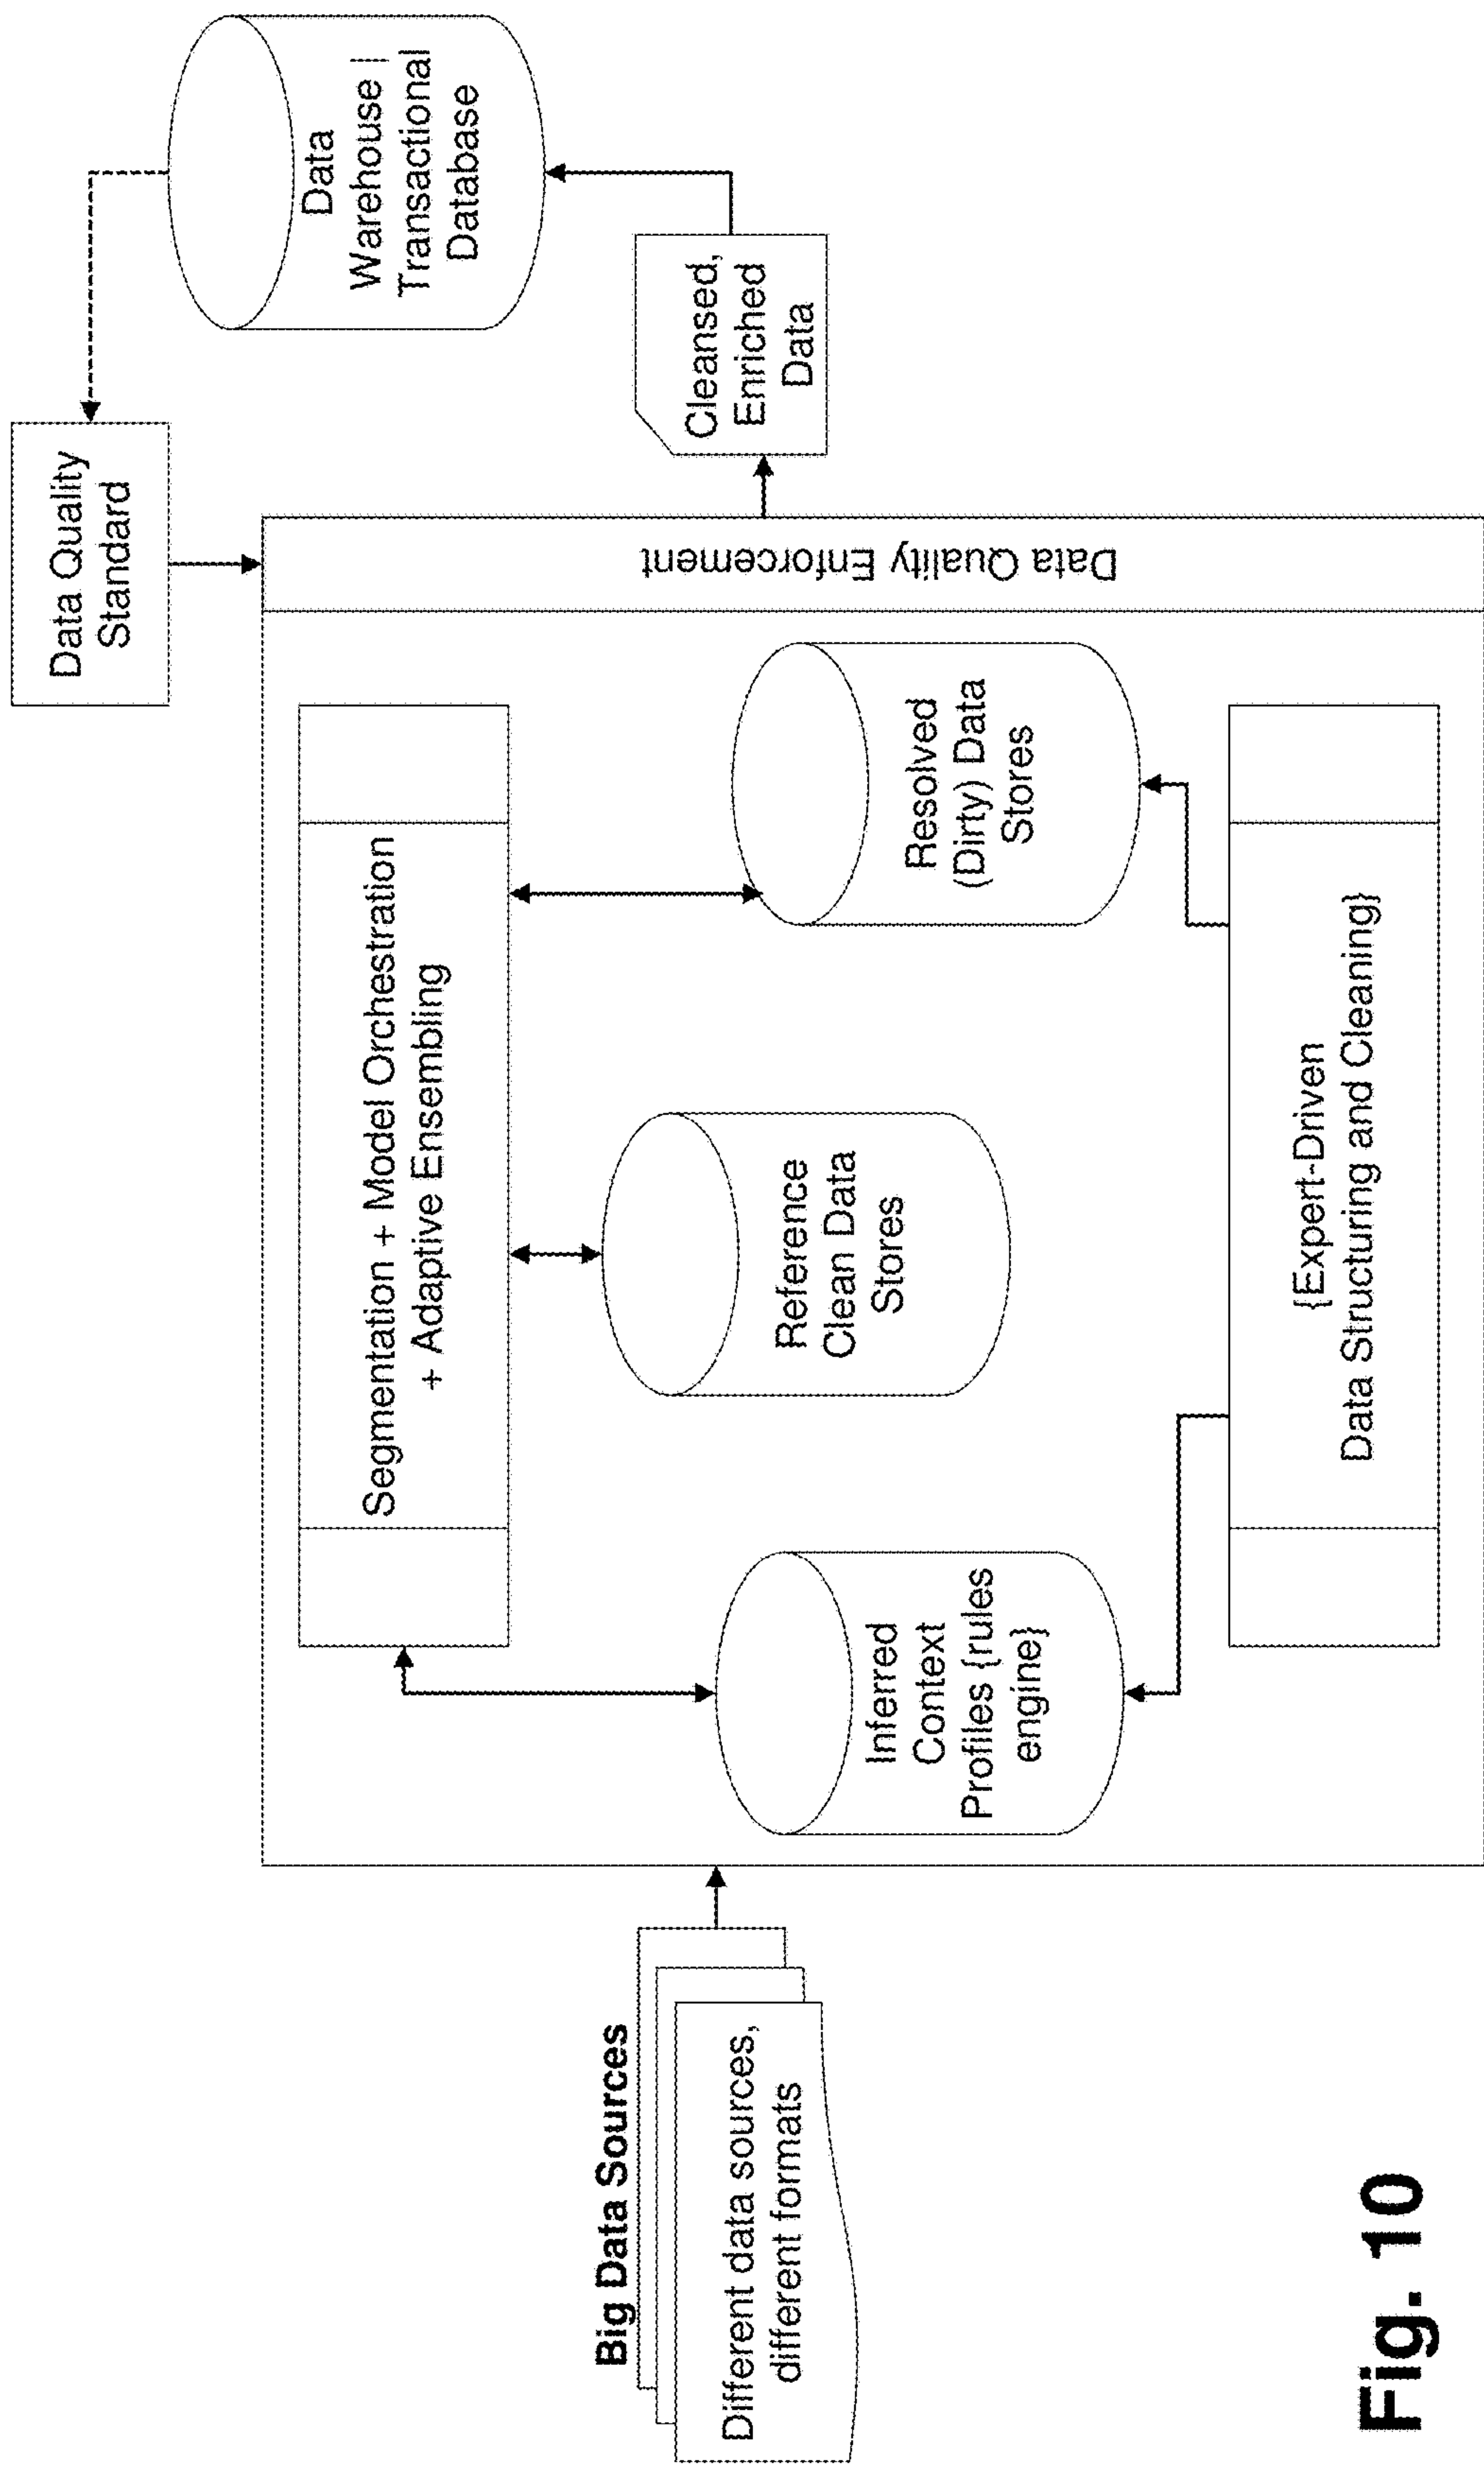 Data Quality
Standard
Data
Warehouse |
Transactional
Database
Segmentation + Model Orchestration
+ Adaptive Ensembling
Big Data Sources
Different data sources,
different formats
Inferred
Context
Profiles {rules
engine}
Reference
Clean Data
Stores
Resolved
(Dirty) Data
Stores
Data Quality Enforcement
Cleansed,
Enriched
Data
{Expert-Driven
Data Structuring and Cleaning}
Fig. 10